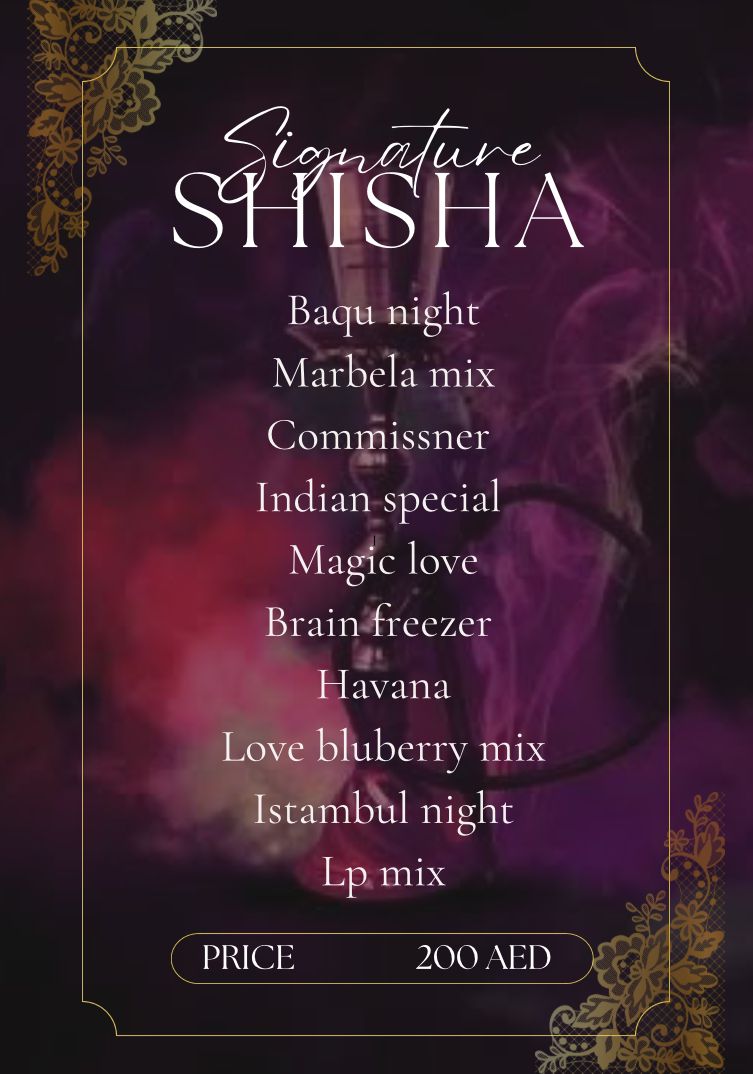 Signature
SHISHA
Baqu night
Marbela mix
Commissner
Indian special
Magic love
Brain freezer
Havana
Love bluberry mix
Istambul night
Lp mix
PRICE 200 AED